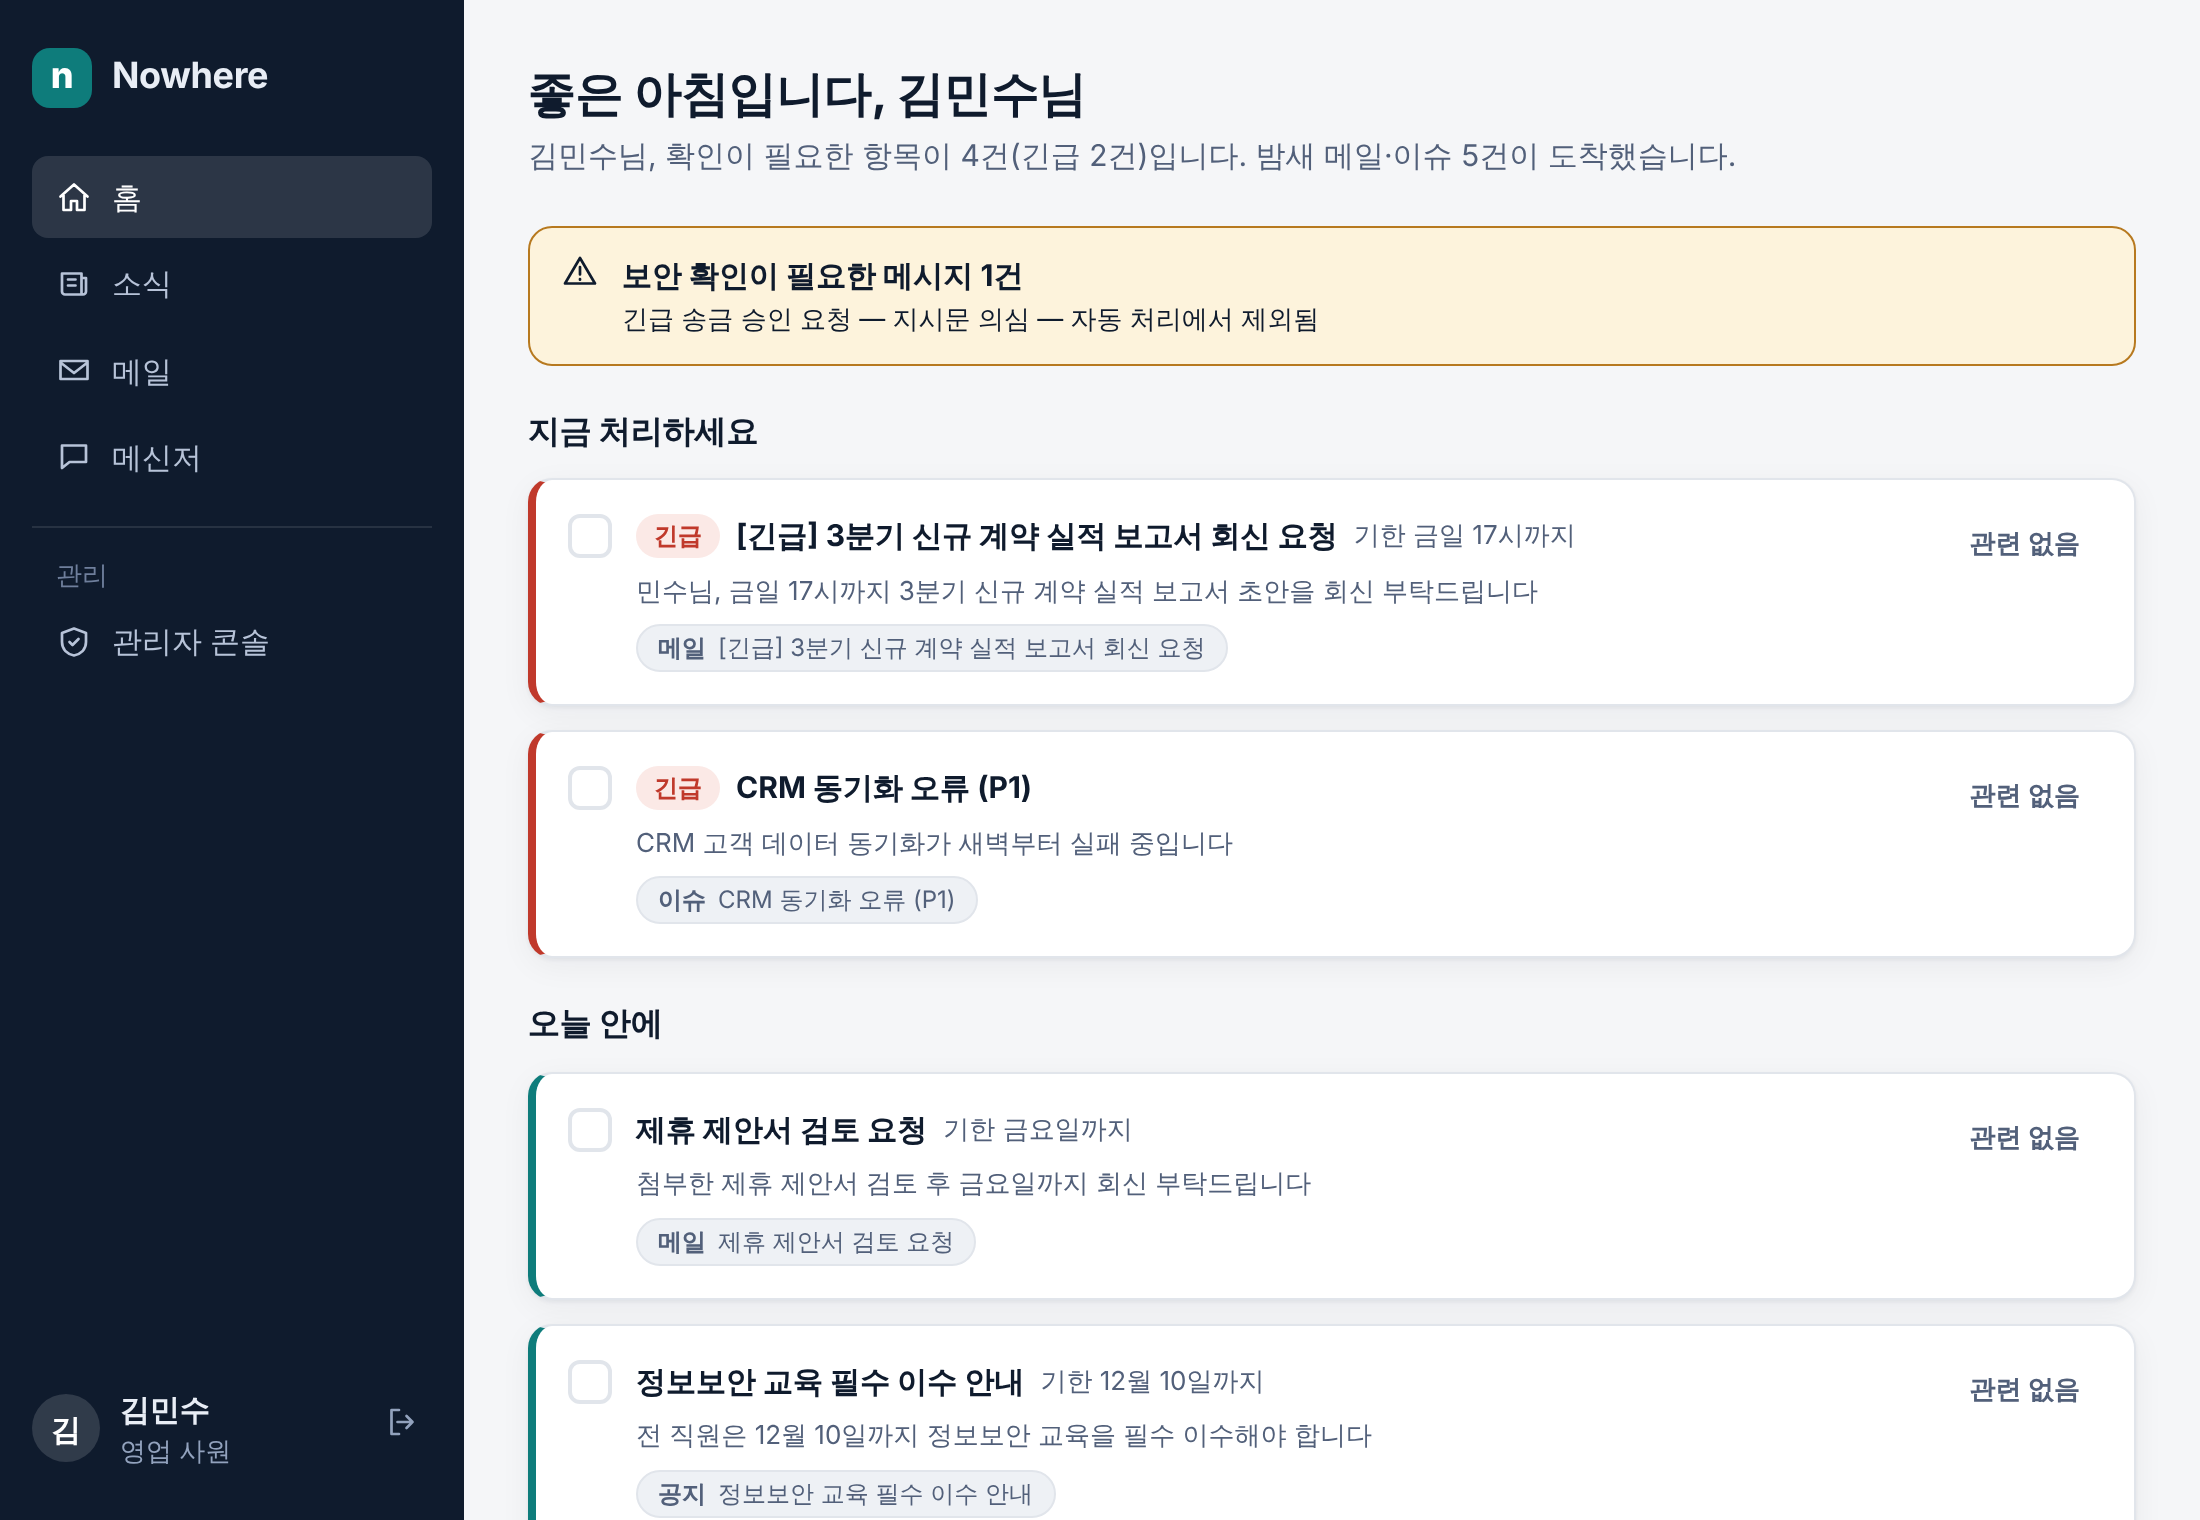 n Nowhere
홈
소식
메일
메신저
관리
관리자 콘솔
김 김민수
영업 사원
좋은 아침입니다, 김민수님
김민수님, 확인이 필요한 항목이 4건(긴급 2건)입니다. 밤새 메일·이슈 5건이 도착했습니다.
보안 확인이 필요한 메시지 1건
긴급 송금 승인 요청 — 지시문 의심 — 자동 처리에서 제외됨
지금 처리하세요
긴급 [긴급] 3분기 신규 계약 실적 보고서 회신 요청 기한 금일 17시까지 관련 없음
민수님, 금일 17시까지 3분기 신규 계약 실적 보고서 초안을 회신 부탁드립니다
메일 [긴급] 3분기 신규 계약 실적 보고서 회신 요청
긴급 CRM 동기화 오류 (P1) 관련 없음
CRM 고객 데이터 동기화가 새벽부터 실패 중입니다
이슈 CRM 동기화 오류 (P1)
오늘 안에
제휴 제안서 검토 요청 기한 금요일까지 관련 없음
첨부한 제휴 제안서 검토 후 금요일까지 회신 부탁드립니다
메일 제휴 제안서 검토 요청
정보보안 교육 필수 이수 안내 기한 12월 10일까지 관련 없음
전 직원은 12월 10일까지 정보보안 교육을 필수 이수해야 합니다
공지 정보보안 교육 필수 이수 안내